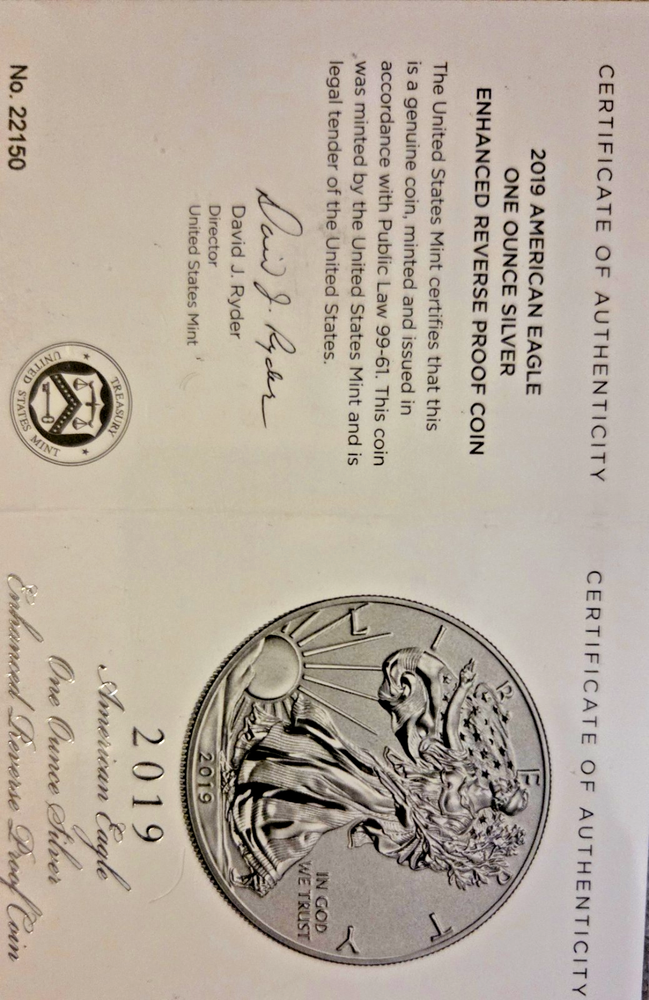 CERTIFICATE OF AUTHENTICITY
2019 AMERICAN EAGLE
ONE OUNCE SILVER
ENHANCED REVERSE PROOF COIN
The United States Mint certifies that this
is a genuine coin, minted and issued in
accordance with Public Law 99-61. This coin
was minted by the United States Mint and is
legal tender of the United States.
David J. Ryder
David J. Ryder
Director
United States Mint
No. 22150
TREASURY
UNITED STATES MINT
CERTIFICATE OF AUTHENTICITY
LIBERTY
IN GOD
WE TRUST
2019
2019
American Eagle
One Ounce Silver
Enhanced Reverse Proof Coin